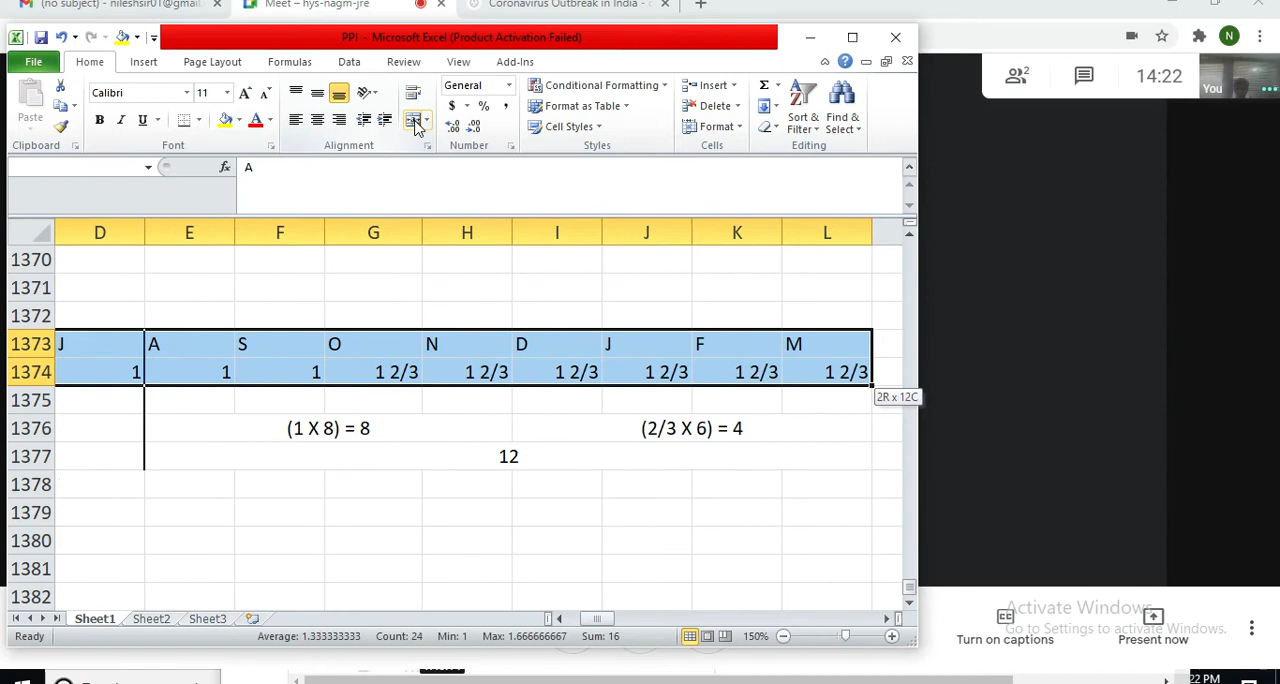 (no subject) - nileshsir01@gmail.
Meet – hys-nagm-jre
Coronavirus Outbreak in India - c
PPI - Microsoft Excel (Product Activation Failed)
File Home Insert Page Layout Formulas Data Review View Add-Ins
N
14:22
You
Paste
Calibri 11
General
Conditional Formatting
Format as Table
Cell Styles
Insert
Delete
Format
Sort & Filter
Find & Select
B I U A
$ % ,
Clipboard Font Alignment Number Styles Cells Editing
fx A
D E F G H I J K L
1370
1371
1372
1373 J A S O N D J F M
1374 1 1 1 1 2/3 1 2/3 1 2/3 1 2/3 1 2/3 1 2/3
1375
2R x 12C
1376 (1 X 8) = 8 (2/3 X 6) = 4
1377 12
1378
1379
1380
1381
1382
Sheet1 Sheet2 Sheet3
Ready Average: 1.333333333 Count: 24 Min: 1 Max: 1.666666667 Sum: 16 150%
Activate Windows
Go to Settings to activate Windows.
Turn on captions
Present now
22 PM